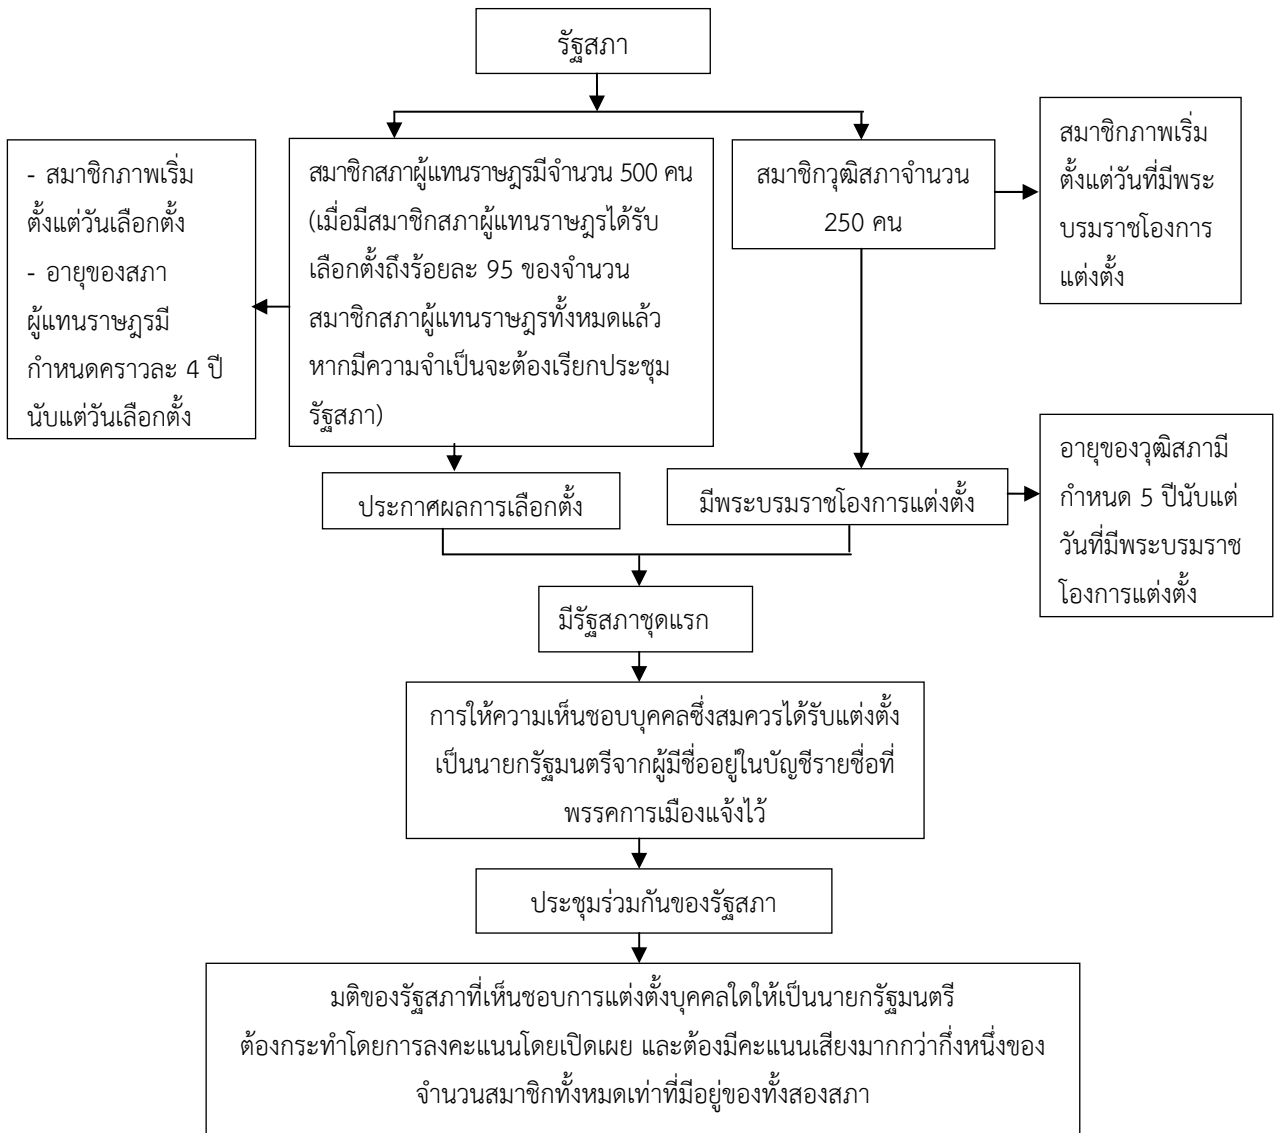 รัฐสภา
- สมาชิกภาพเริ่ม
ตั้งแต่วันเลือกตั้ง
- อายุของสภา
ผู้แทนราษฎรมี
กำหนดคราวละ 4 ปี
นับแต่วันเลือกตั้ง
สมาชิกสภาผู้แทนราษฎรมีจำนวน 500 คน
(เมื่อมีสมาชิกสภาผู้แทนราษฎรได้รับ
เลือกตั้งถึงร้อยละ 95 ของจำนวน
สมาชิกสภาผู้แทนราษฎรทั้งหมดแล้ว
หากมีความจำเป็นจะต้องเรียกประชุม
รัฐสภา)
สมาชิกวุฒิสภาจำนวน
250 คน
สมาชิกภาพเริ่ม
ตั้งแต่วันที่มีพระ
บรมราชโองการ
แต่งตั้ง
ประกาศผลการเลือกตั้ง
มีพระบรมราชโองการแต่งตั้ง
อายุของวุฒิสภามี
กำหนด 5 ปีนับแต่
วันที่มีพระบรมราช
โองการแต่งตั้ง
มีรัฐสภาชุดแรก
การให้ความเห็นชอบบุคคลซึ่งสมควรได้รับแต่งตั้ง
เป็นนายกรัฐมนตรีจากผู้มีชื่ออยู่ในบัญชีรายชื่อที่
พรรคการเมืองแจ้งไว้
ประชุมร่วมกันของรัฐสภา
มติของรัฐสภาที่เห็นชอบการแต่งตั้งบุคคลใดให้เป็นนายกรัฐมนตรี
ต้องกระทำโดยการลงคะแนนโดยเปิดเผย และต้องมีคะแนนเสียงมากกว่ากึ่งหนึ่งของ
จำนวนสมาชิกทั้งหมดเท่าที่มีอยู่ของทั้งสองสภา